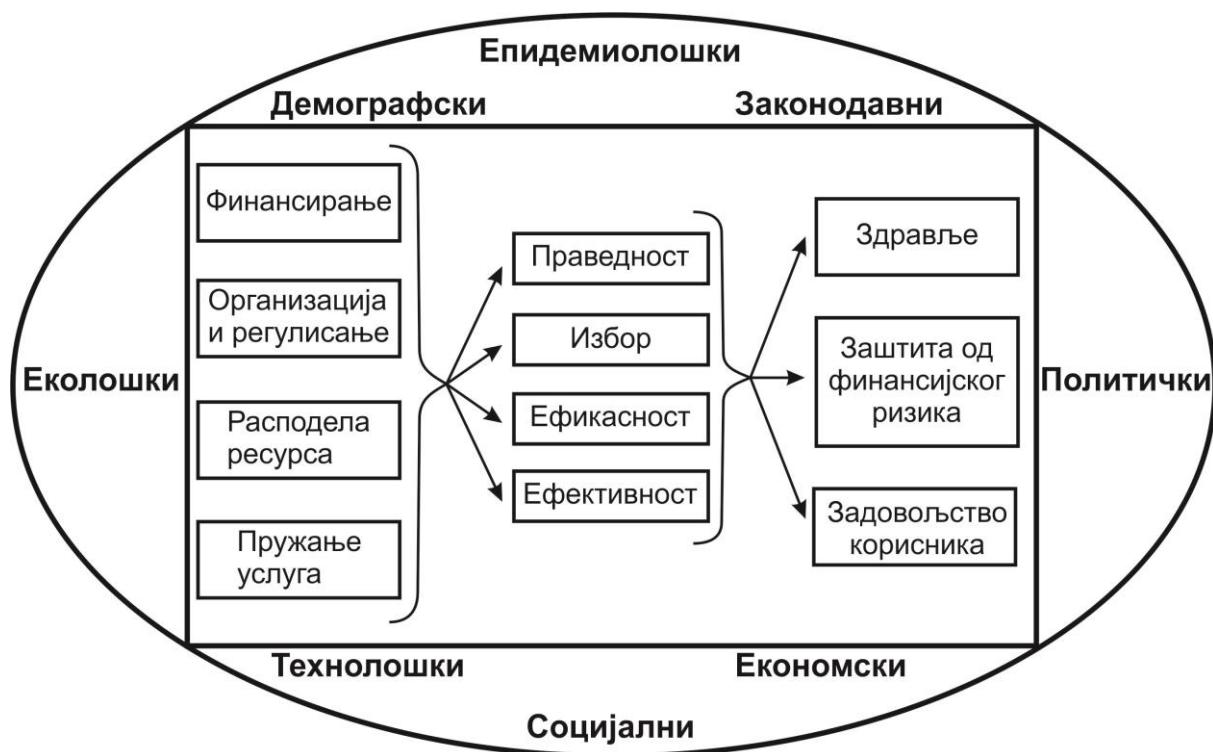 Епидемиолошки
Демографски
Законодавни
Еколошки
Финансирање
Организација
и регулисање
Расподела
ресурса
Пружање
услуга
Праведност
Избор
Ефикасност
Ефективност
Здравље
Заштита од
финансијског
ризика
Задовољство
корисника
Политички
Технолошки
Економски
Социјални